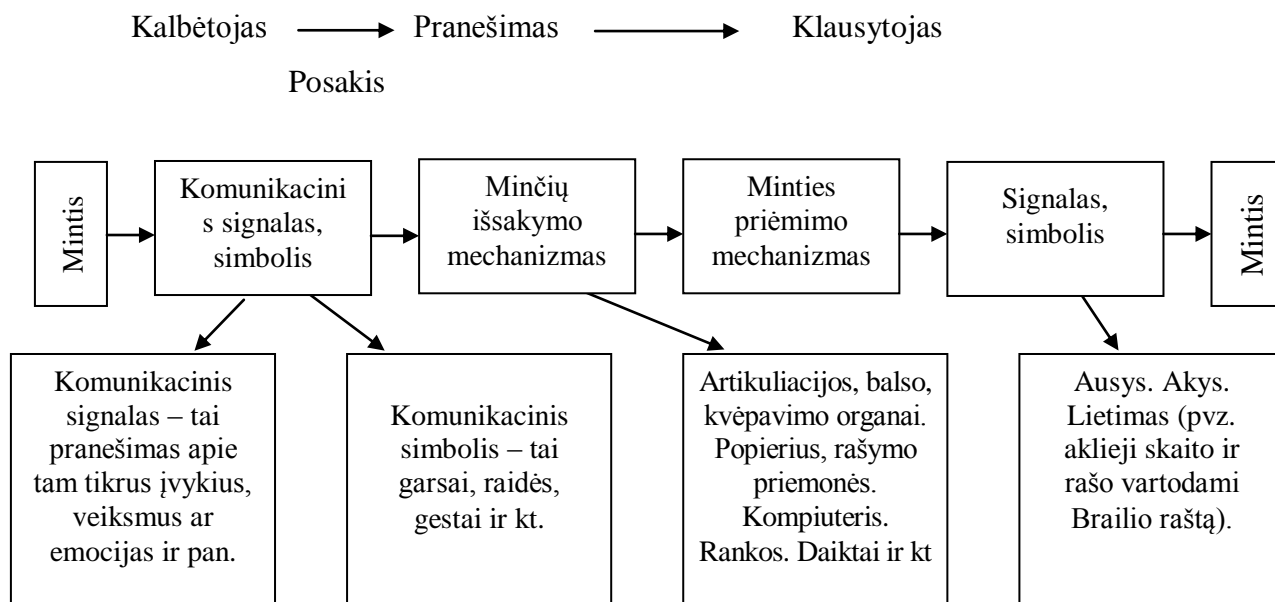 Kalbėtojas Pranešimas Klausytojas
Posakis
Mintis
Komunikacini
s signalas,
simbolis
Minčių
išsakymo
mechanizmas
Minties
priėmimo
mechanizmas
Signalas,
simbolis
Mintis
Komunikacinis
signalas – tai
pranešimas apie
tam tikrus įvykius,
veiksmus ar
emocijas ir pan.
Komunikacinis
simbolis – tai
garsai, raidės,
gestai ir kt.
Artikuliacijos, balso,
kvėpavimo organai.
Popierius, rašymo
priemonės.
Kompiuteris.
Rankos. Daiktai ir kt
Ausys. Akys.
Lietimas (pvz.
aklieji skaito ir
rašo vartodami
Brailio raštą).